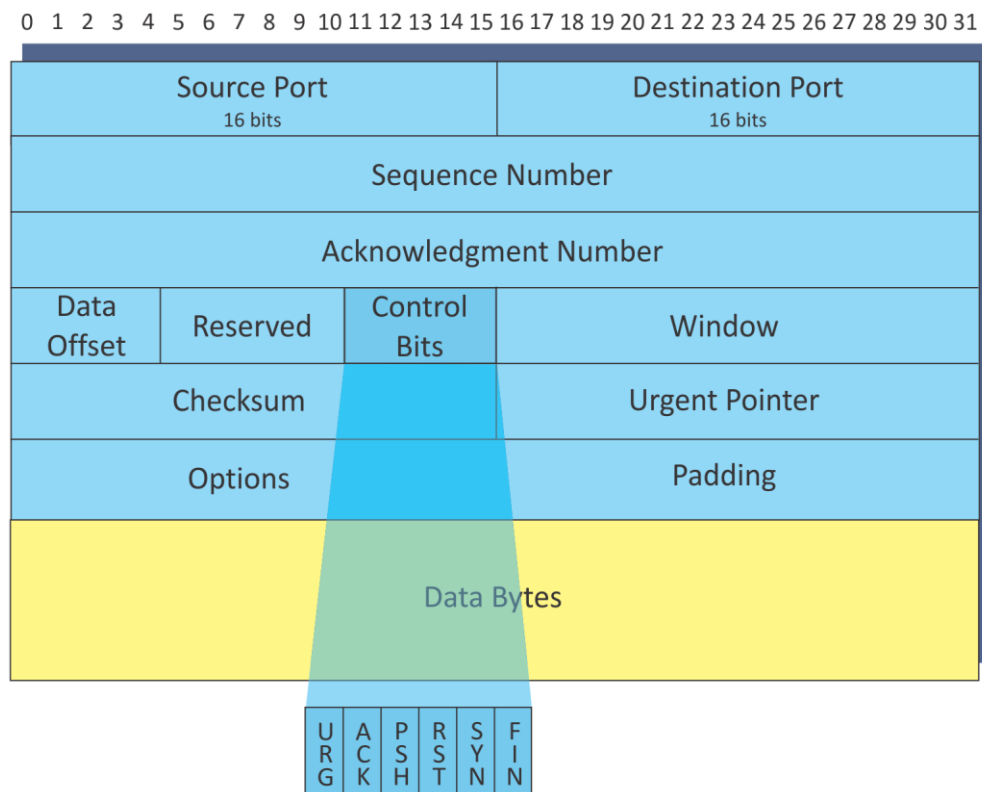 0 1 2 3 4 5 6 7 8 9 10 11 12 13 14 15 16 17 18 19 20 21 22 23 24 25 26 27 28 29 30 31
Source Port
16 bits
Destination Port
16 bits
Sequence Number
Acknowledgment Number
Data
Offset
Reserved
Control
Bits
Window
Checksum
Urgent Pointer
Options
Padding
Data Bytes
URG
ACK
PSH
RST
SYN
FIN